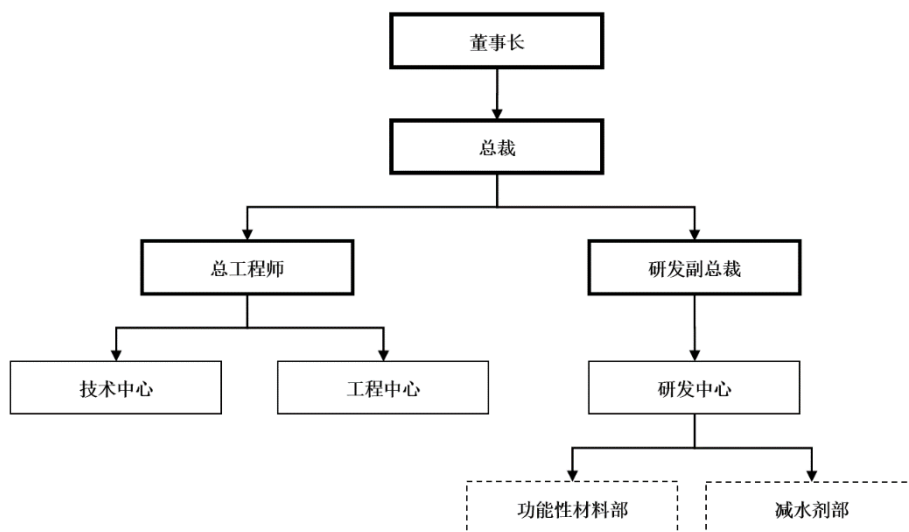 董事长
总裁
总工程师
研发副总裁
技术中心
工程中心
研发中心
功能性材料部
减水剂部